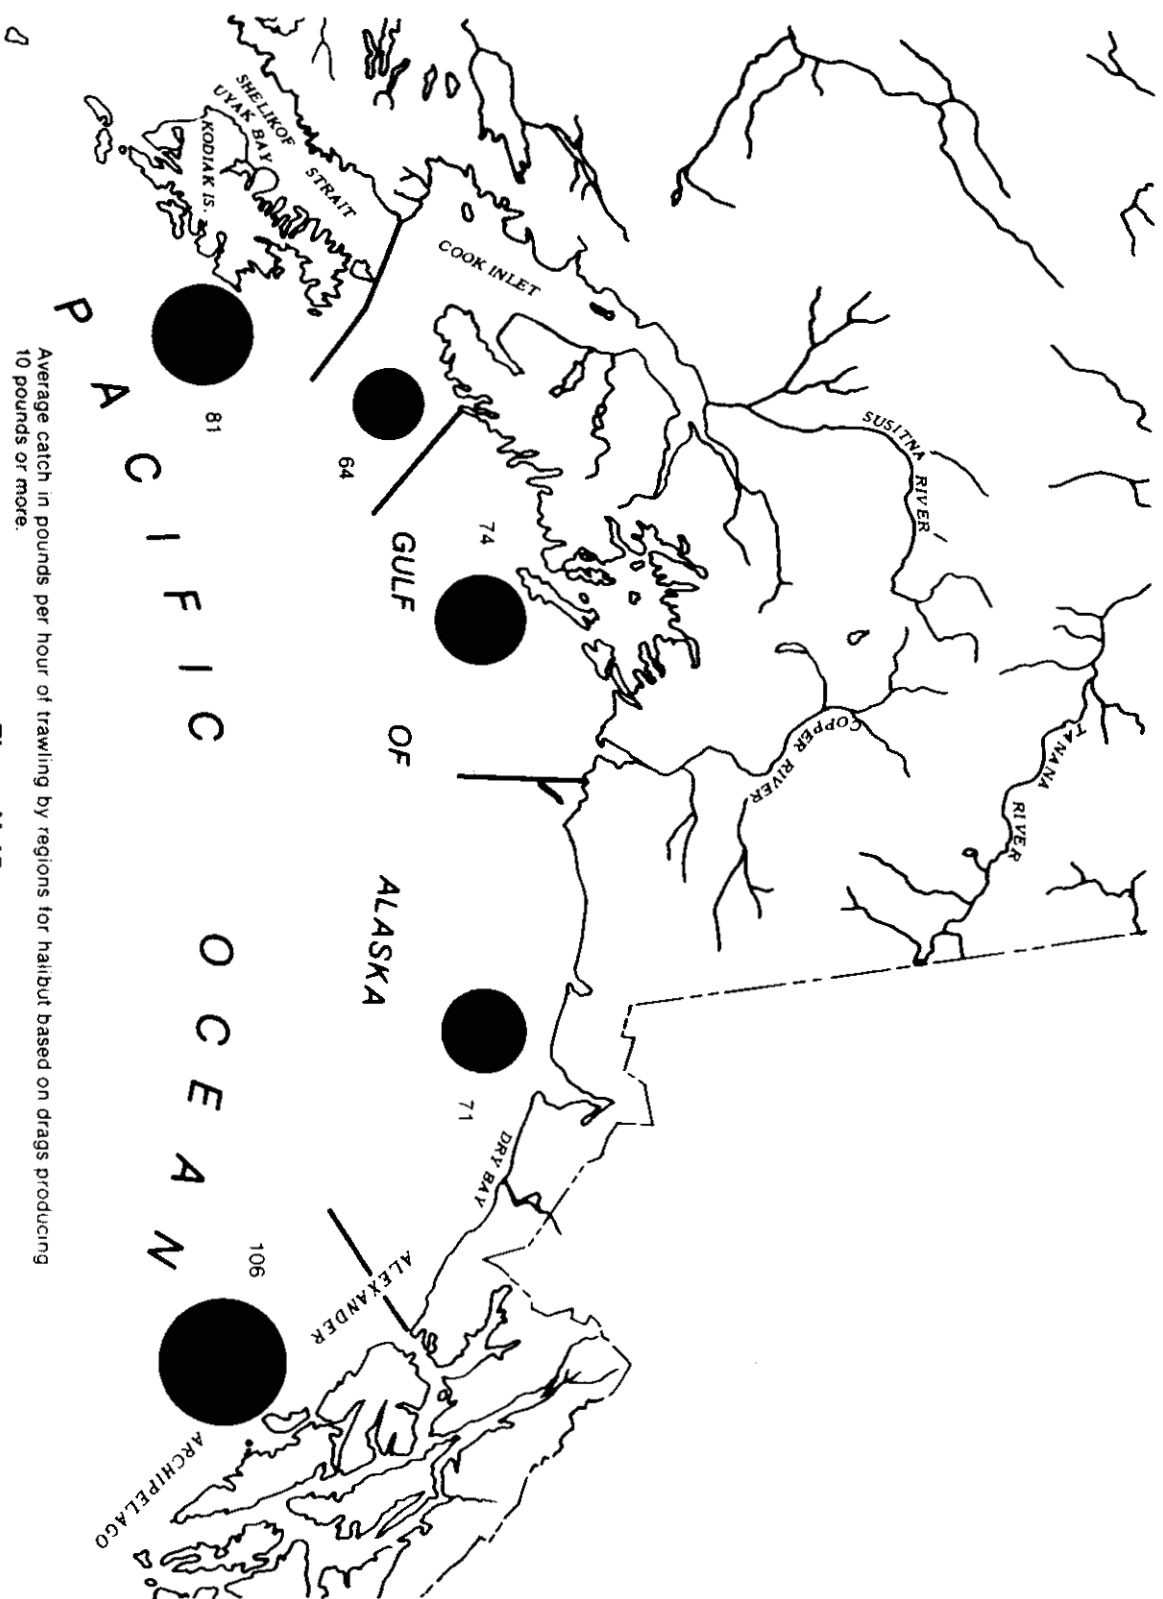 SHELIKOF
STRAIT
UYAK BAY
KODIAK IS.
COOK INLET
SUSITNA RIVER
COPPER RIVER
TANANA RIVER
81
64
74
71
106
GULF OF ALASKA
PACIFIC OCEAN
DRY BAY
ALEXANDER
ARCHIPELAGO
Average catch in pounds per hour of trawling by regions for halibut based on drags producing
10 pounds or more.